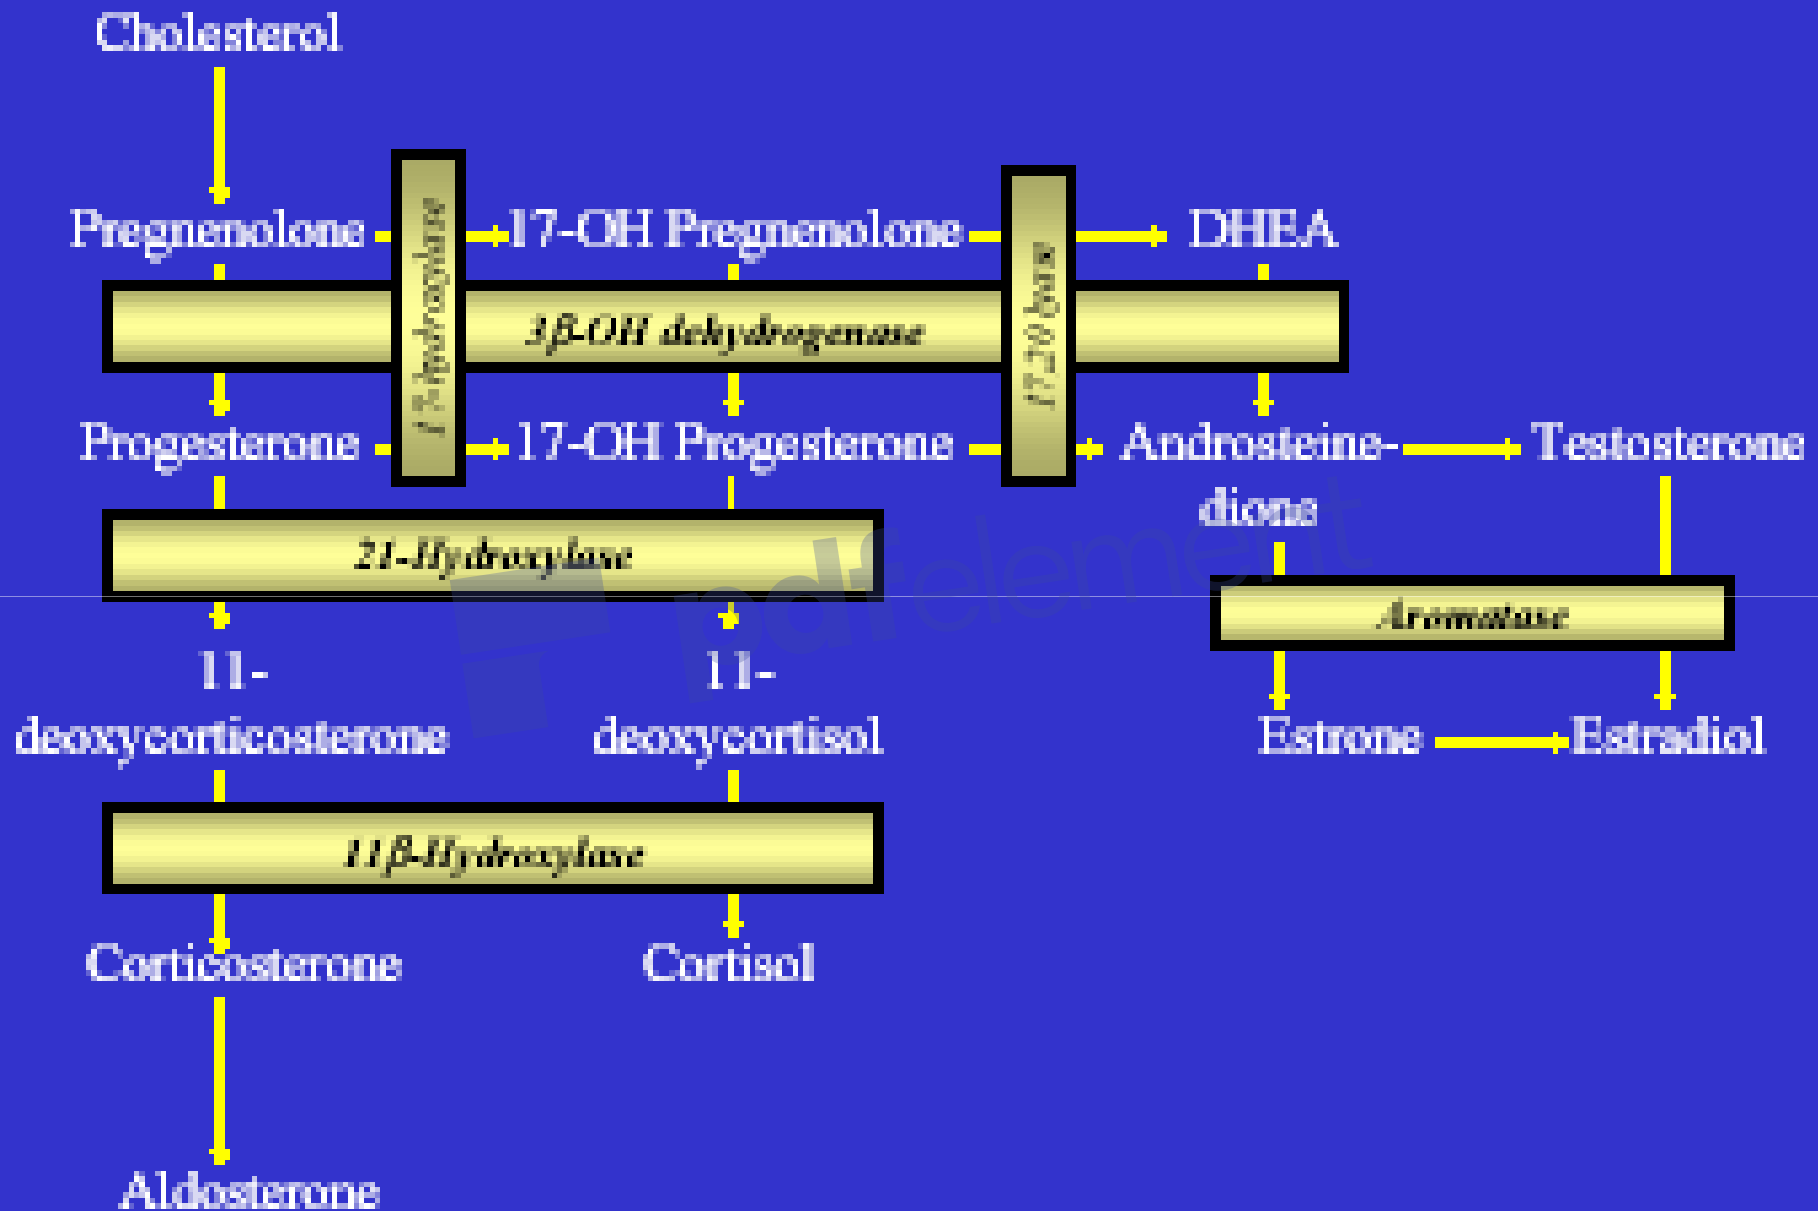 Cholesterol
Pregnenolone
17-OH Pregnenolone
DHEA
17-hydroxylase
3β-OH dehydrogenase
17,20 lyase
Progesterone
17-OH Progesterone
Androsteine-
dione
Testosterone
21-Hydroxylase
Aromatase
11-
deoxycorticosterone
11-
deoxycortisol
Estrone
Estradiol
11β-Hydroxylase
Corticosterone
Cortisol
Aldosterone
pdfelement